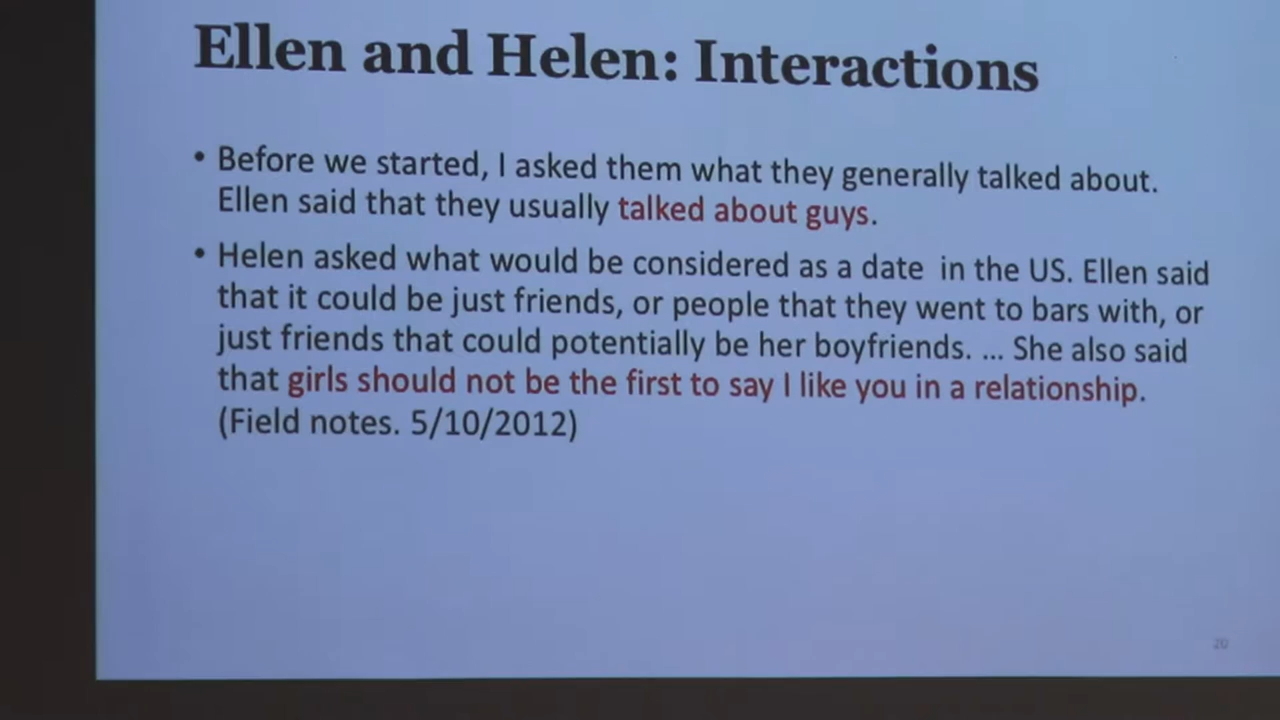 Ellen and Helen: Interactions
• Before we started, I asked them what they generally talked about.
Ellen said that they usually talked about guys.
• Helen asked what would be considered as a date in the US. Ellen said
that it could be just friends, or people that they went to bars with, or
just friends that could potentially be her boyfriends. ... She also said
that girls should not be the first to say I like you in a relationship.
(Field notes. 5/10/2012)
20